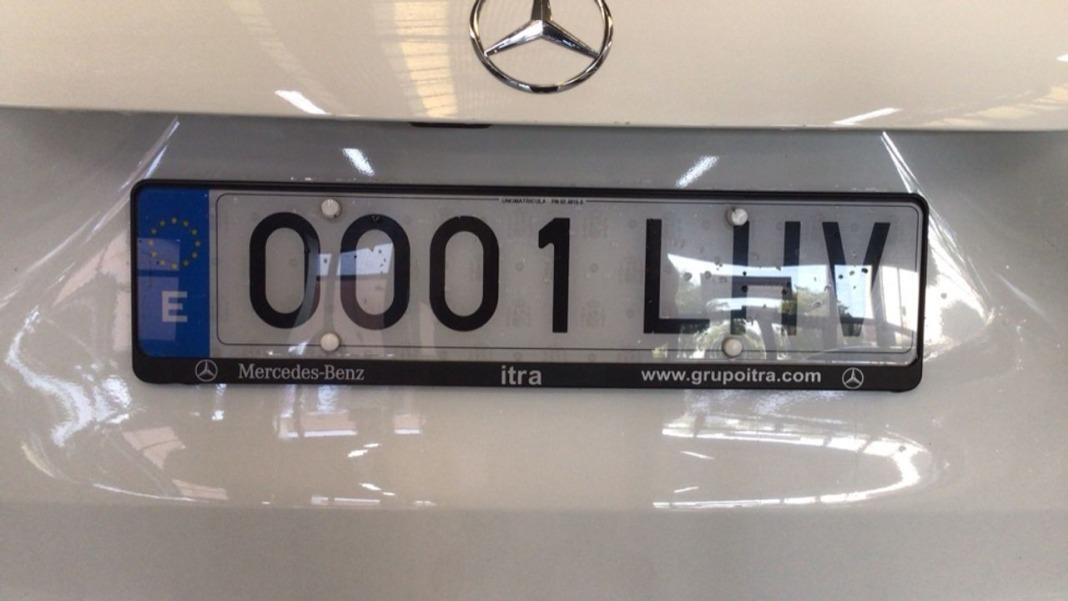 E 0001 LHV
Mercedes-Benz itra www.grupoitra.com